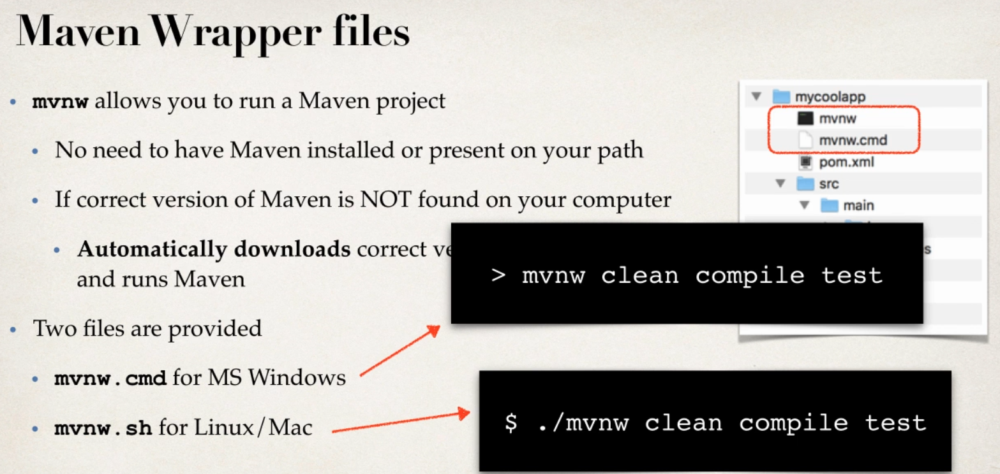 Maven Wrapper files
mvnw allows you to run a Maven project
No need to have Maven installed or present on your path
If correct version of Maven is NOT found on your computer
Automatically downloads correct
and runs Maven
Two files are provided
mvnw.cmd for MS Windows
mvnw.sh for Linux/Mac
mycoolapp
mvnw
mvnw.cmd
pom.xml
src
main
> mvnw clean compile test
$ ./mvnw clean compile test